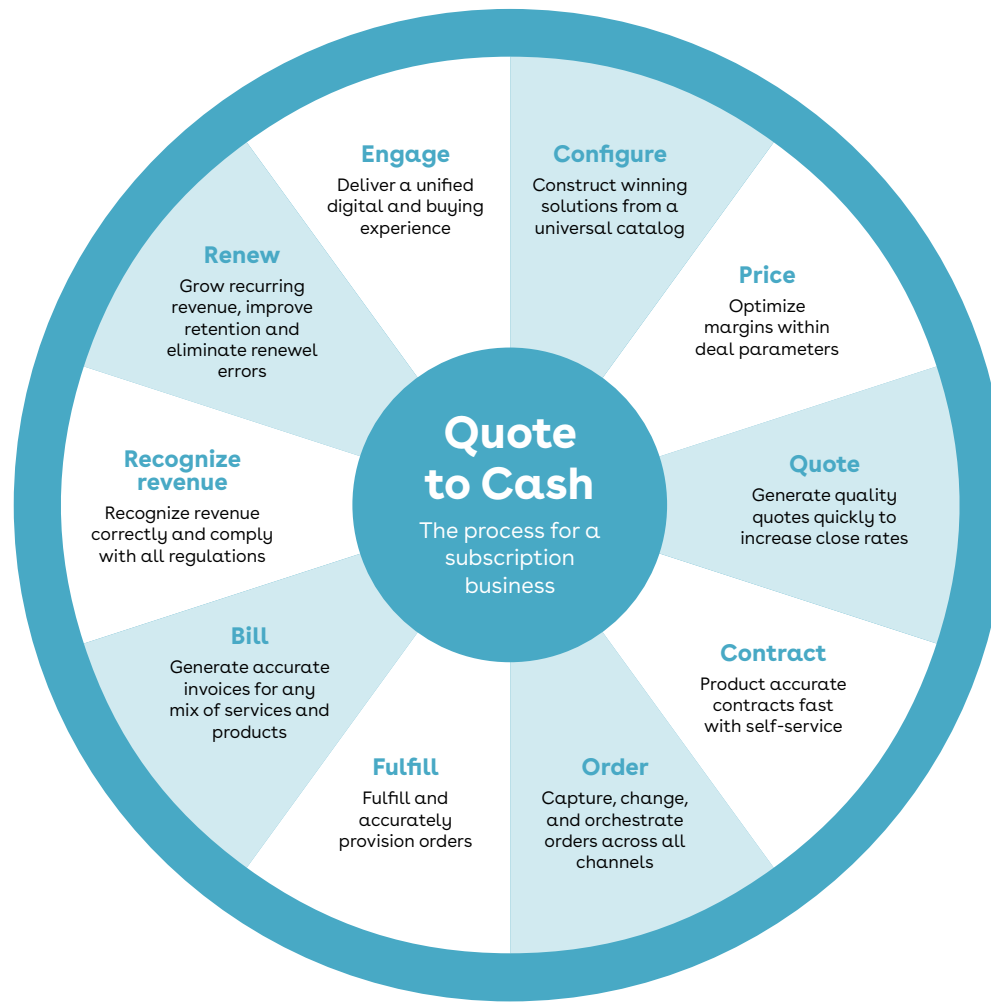 Quote
to Cash
The process for a
subscription
business
Engage
Deliver a unified
digital and buying
experience
Configure
Construct winning
solutions from a
universal catalog
Price
Optimize
margins within
deal parameters
Quote
Generate quality
quotes quickly to
increase close rates
Contract
Product accurate
contracts fast
with self-service
Order
Capture, change,
and orchestrate
orders across all
channels
Fulfill
Fulfill and
accurately
provision orders
Bill
Generate accurate
invoices for any
mix of services and
products
Recognize
revenue
Recognize revenue
correctly and comply
with all regulations
Renew
Grow recurring
revenue, improve
retention and
eliminate renewel
errors